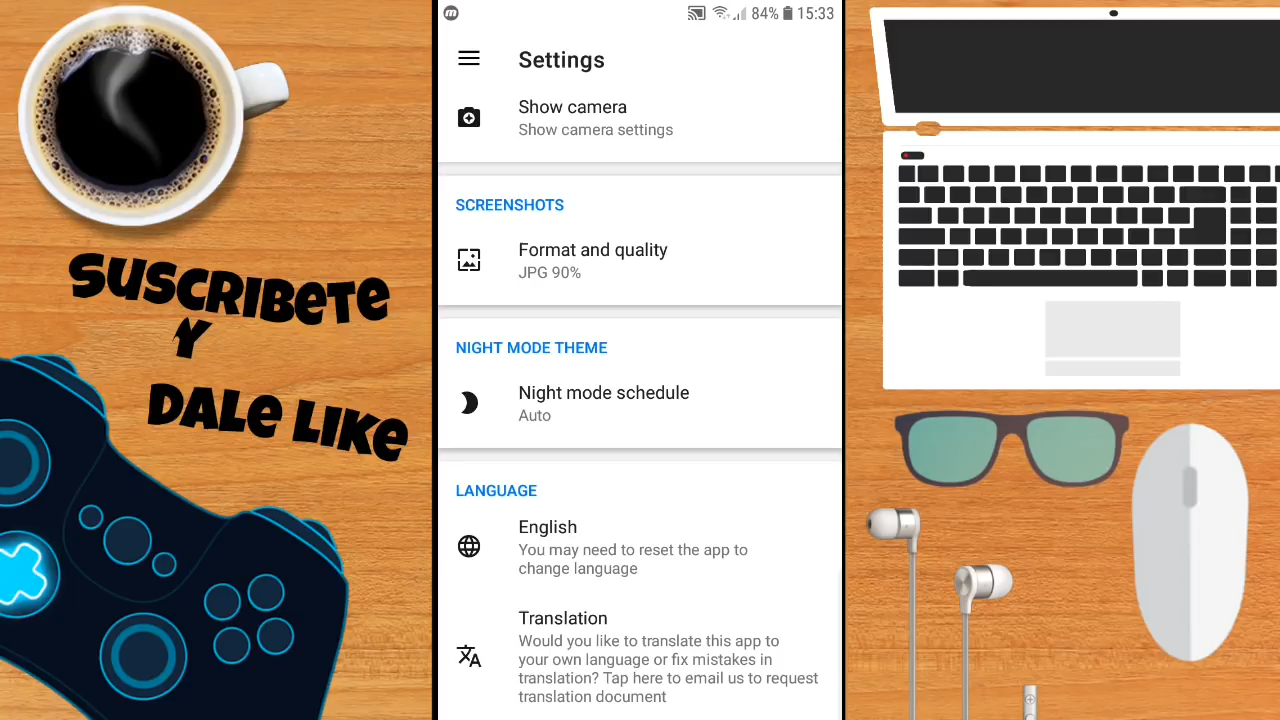 SUSCRIBETE
Y
DALE LIKE
84% 15:33
Settings
Show camera
Show camera settings
SCREENSHOTS
Format and quality
JPG 90%
NIGHT MODE THEME
Night mode schedule
Auto
LANGUAGE
English
You may need to reset the app to
change language
Translation
Would you like to translate this app to
your own language or fix mistakes in
translation? Tap here to email us to request
translation document